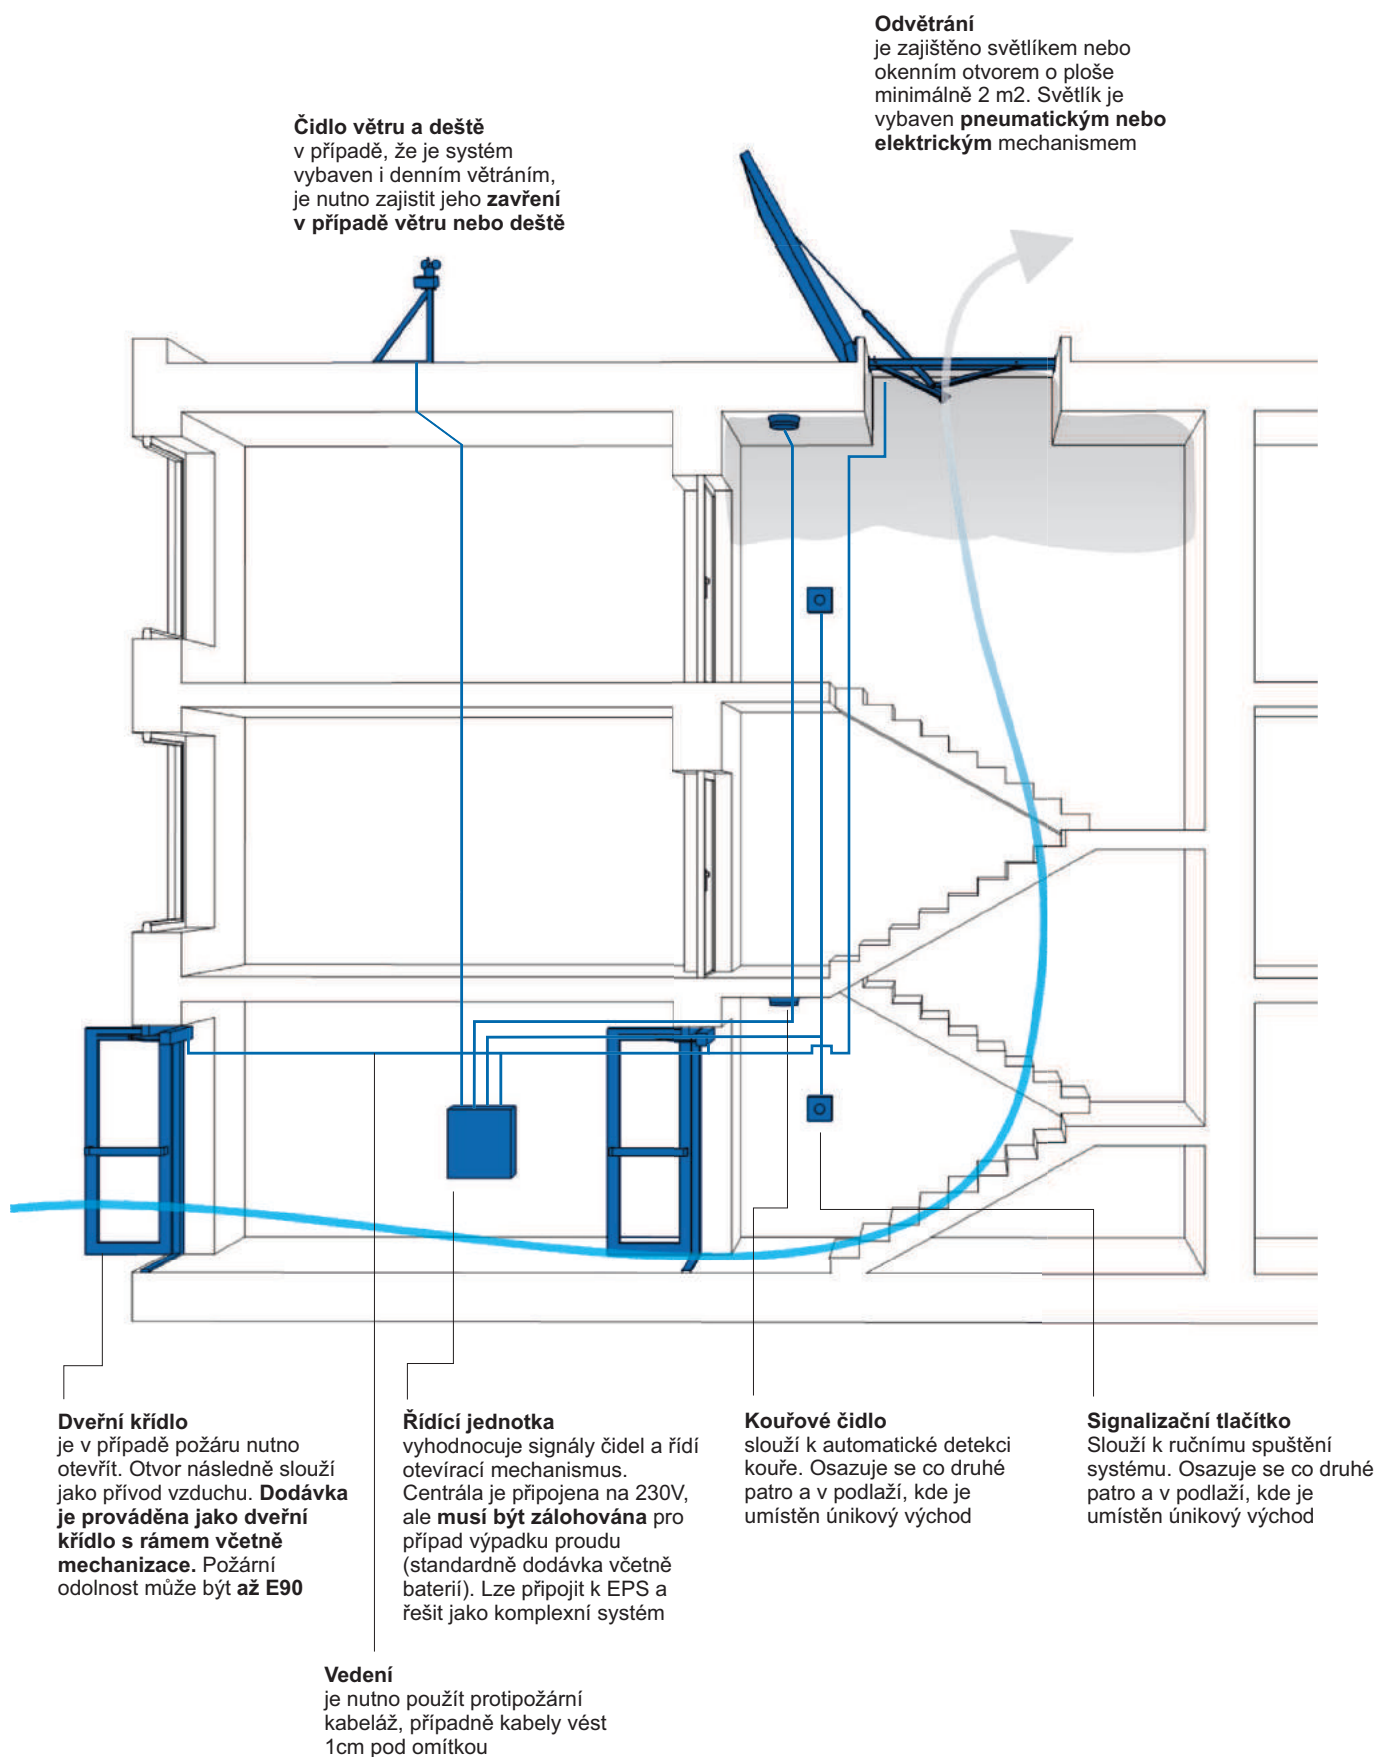 Odvětrání
je zajištěno světlíkem nebo
okenním otvorem o ploše
minimálně 2 m2. Světlík je
vybaven pneumatickým nebo
elektrickým mechanismem
Čidlo větru a deště
v případě, že je systém
vybaven i denním větráním,
je nutno zajistit jeho zavření
v případě větru nebo deště
Dveřní křídlo
je v případě požáru nutno
otevřít. Otvor následně slouží
jako přívod vzduchu. Dodávka
je prováděna jako dveřní
křídlo s rámem včetně
mechanizace. Požární
odolnost může být až E90
Řídící jednotka
vyhodnocuje signály čidel a řídí
otevírací mechanismus.
Centrála je připojena na 230V,
ale musí být zálohována pro
případ výpadku proudu
(standardně dodávka včetně
baterií). Lze připojit k EPS a
řešit jako komplexní systém
Kouřové čidlo
slouží k automatické detekci
kouře. Osazuje se co druhé
patro a v podlaží, kde je
umístěn únikový východ
Signalizační tlačítko
Slouží k ručnímu spuštění
systému. Osazuje se co druhé
patro a v podlaží, kde je
umístěn únikový východ
Vedení
je nutno použít protipožární
kabeláž, případně kabely vést
1cm pod omítkou